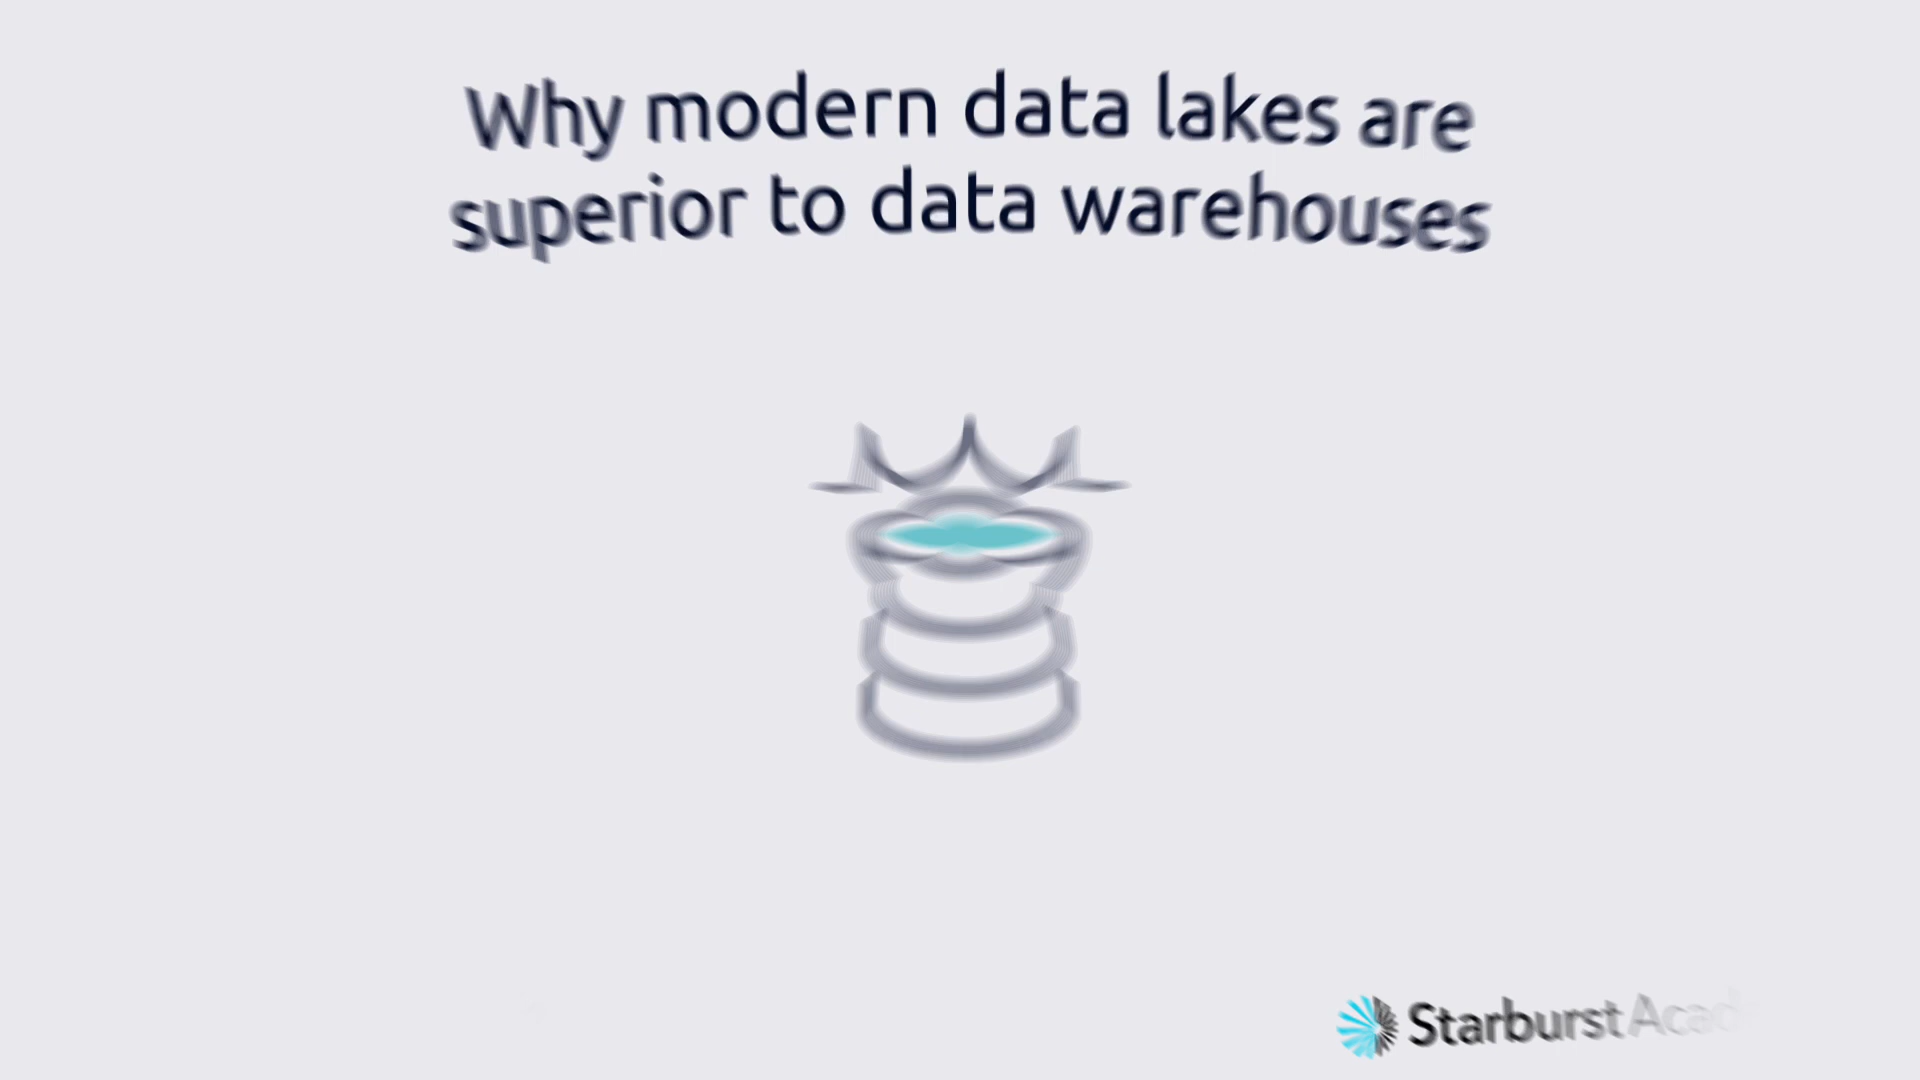 Why modern data lakes are
superior to data warehouses
Starburst